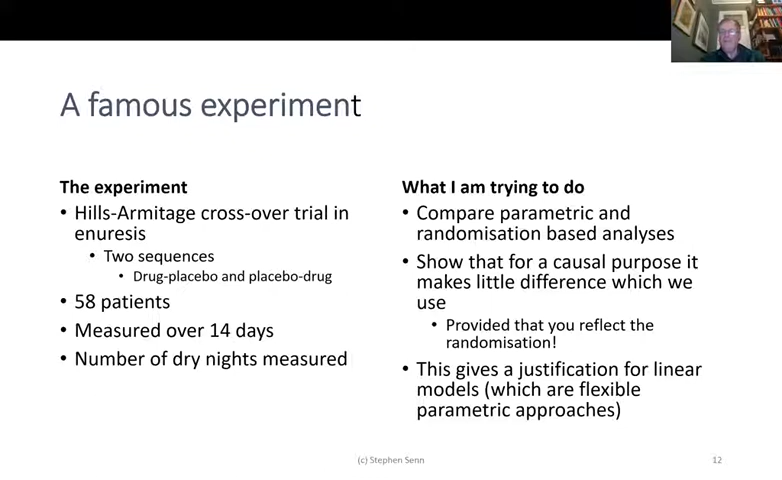 A famous experiment
The experiment
• Hills-Armitage cross-over trial in
enuresis
• Two sequences
• Drug-placebo and placebo-drug
• 58 patients
• Measured over 14 days
• Number of dry nights measured
What I am trying to do
• Compare parametric and
randomisation based analyses
• Show that for a causal purpose it
makes little difference which we
use
• Provided that you reflect the
randomisation!
• This gives a justification for linear
models (which are flexible
parametric approaches)
(c) Stephen Senn
12